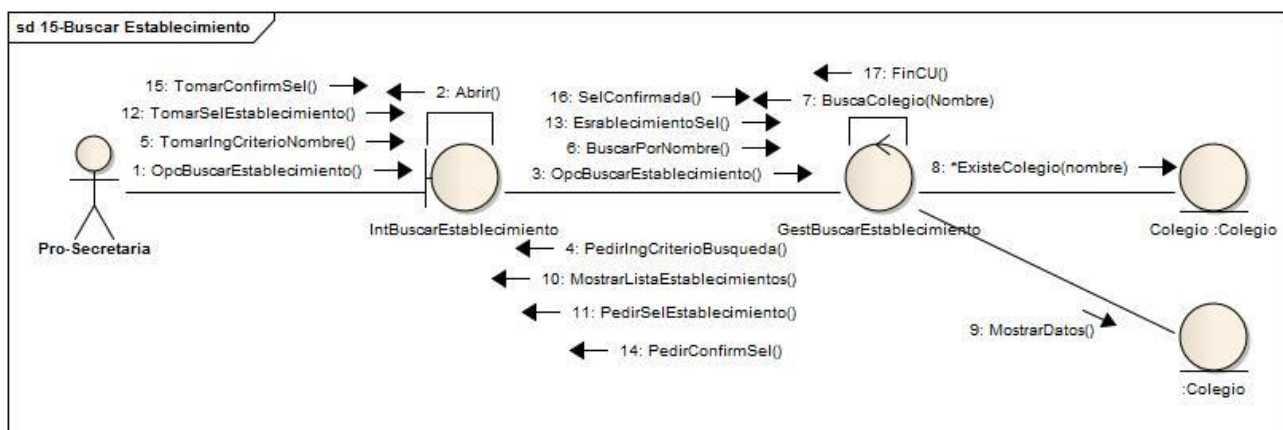 sd 15-Buscar Establecimiento
17: FinCU()
15: TomarConfirmSel()
2: Abrir()
16: SelConfirmada()
7: BuscaColegio(Nombre)
12: TomarSelEstablecimiento()
13: EsrablecimientoSel()
5: TomarIngCriterioNombre()
6: BuscarPorNombre()
1: OpcBuscarEstablecimiento()
3: OpcBuscarEstablecimiento()
8: *ExisteColegio(nombre)
Pro-Secretaria
IntBuscarEstablecimiento
GestBuscarEstablecimiento
Colegio :Colegio
4: PedirIngCriterioBusqueda()
10: MostrarListaEstablecimientos()
11: PedirSelEstablecimiento()
9: MostrarDatos()
14: PedirConfirmSel()
:Colegio